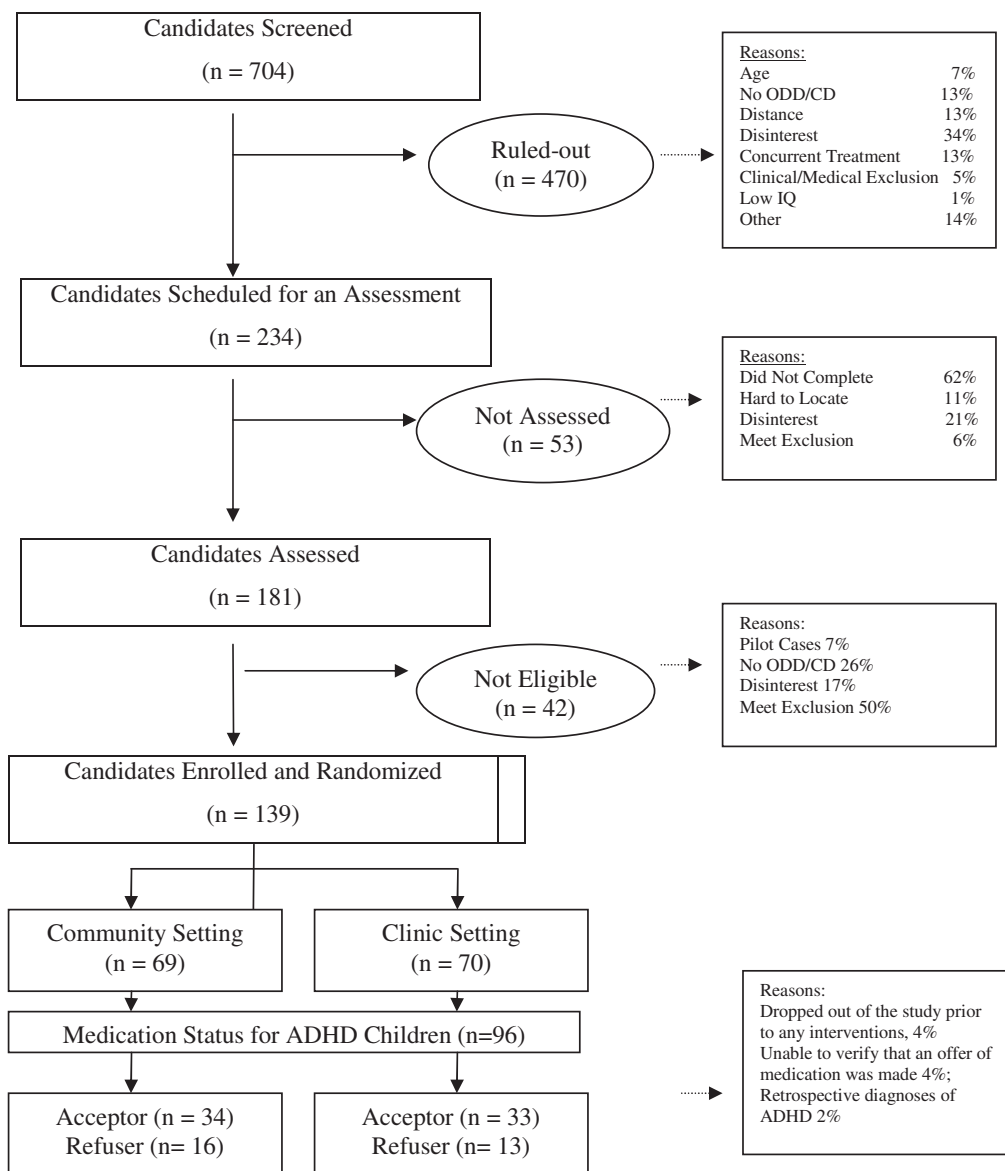 Candidates Screened
(n = 704)
Reasons:
Age 7%
No ODD/CD 13%
Distance 13%
Disinterest 34%
Concurrent Treatment 13%
Clinical/Medical Exclusion 5%
Low IQ 1%
Other 14%
Ruled-out
(n = 470)
Candidates Scheduled for an Assessment
(n = 234)
Reasons:
Did Not Complete 62%
Hard to Locate 11%
Disinterest 21%
Meet Exclusion 6%
Not Assessed
(n = 53)
Candidates Assessed
(n = 181)
Reasons:
Pilot Cases 7%
No ODD/CD 26%
Disinterest 17%
Meet Exclusion 50%
Not Eligible
(n = 42)
Candidates Enrolled and Randomized
(n = 139)
Community Setting
(n = 69)
Clinic Setting
(n = 70)
Medication Status for ADHD Children (n=96)
Acceptor (n = 34)
Refuser (n= 16)
Acceptor (n = 33)
Refuser (n = 13)
Reasons:
Dropped out of the study prior
to any interventions, 4%
Unable to verify that an offer of
medication was made 4%;
Retrospective diagnoses of
ADHD 2%